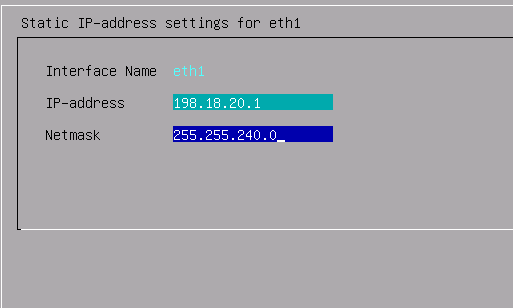 Static IP-address settings for eth1
Interface Name eth1
IP-address 198.18.20.1
Netmask 255.255.240.0